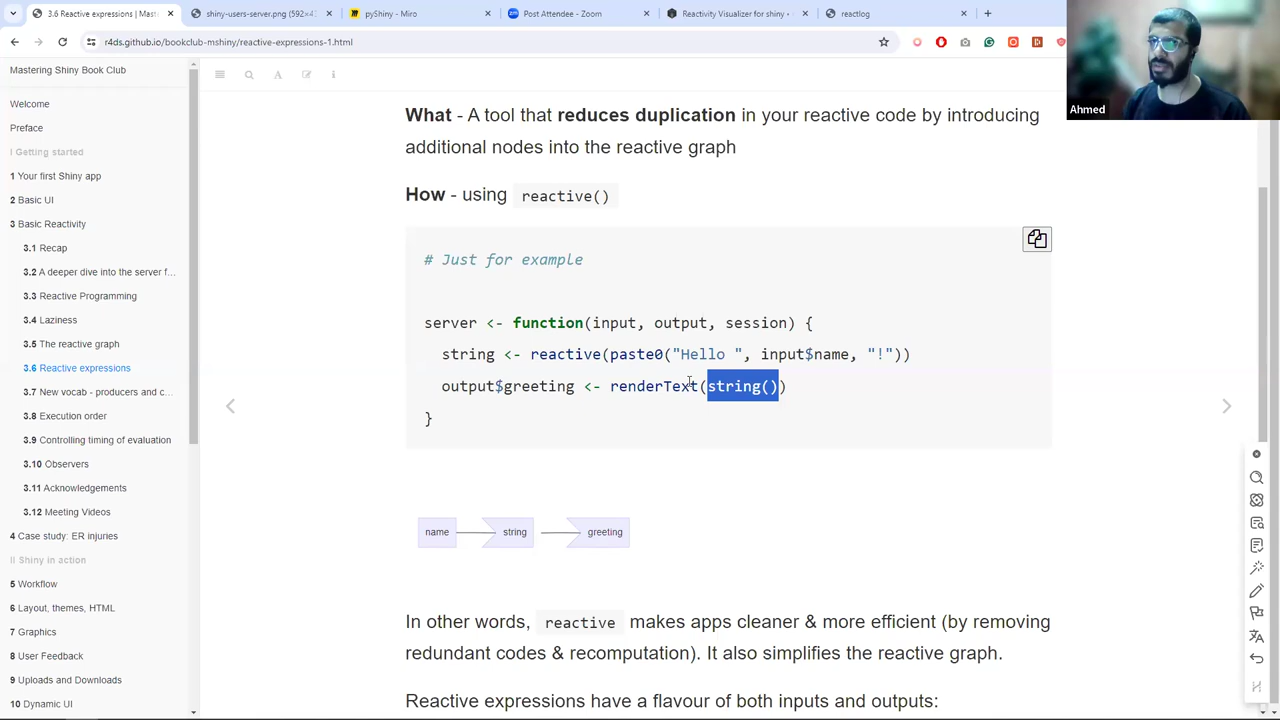 3.6 Reactive expressions | Mast
shiny-users-server.png (592×43
pyShiny - Miro
Post Attendee - Zoom
Reactivity Visualizer for shiny •
reactlog
r4ds.github.io/bookclub-mshiny/reactive-expressions-1.html
Ahmed
Mastering Shiny Book Club
Welcome
Preface
I Getting started
1 Your first Shiny app
2 Basic UI
3 Basic Reactivity
3.1 Recap
3.2 A deeper dive into the server f…
3.3 Reactive Programming
3.4 Laziness
3.5 The reactive graph
3.6 Reactive expressions
3.7 New vocab - producers and c…
3.8 Execution order
3.9 Controlling timing of evaluation
3.10 Observers
3.11 Acknowledgements
3.12 Meeting Videos
4 Case study: ER injuries
II Shiny in action
5 Workflow
6 Layout, themes, HTML
7 Graphics
8 User Feedback
9 Uploads and Downloads
10 Dynamic UI
What - A tool that reduces duplication in your reactive code by introducing
additional nodes into the reactive graph
How - using reactive()
# Just for example
server <- function(input, output, session) {
string <- reactive(paste0("Hello ", input$name, "!"))
output$greeting <- renderText(string())
}
name
string
greeting
In other words, reactive makes apps cleaner & more efficient (by removing
redundant codes & recomputation). It also simplifies the reactive graph.
Reactive expressions have a flavour of both inputs and outputs: